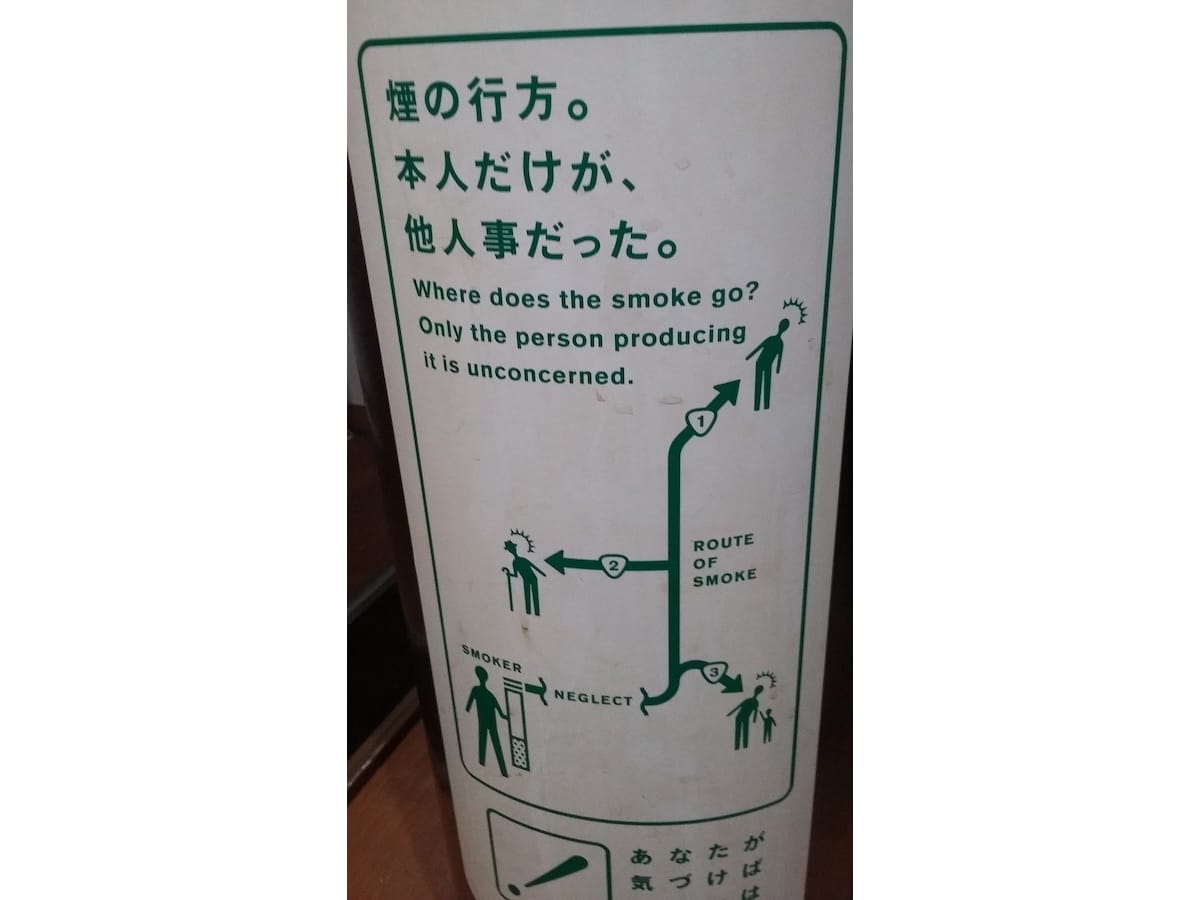 煙の行方。
本人だけが、
他人事だった。
Where does the smoke go?
Only the person producing
it is unconcerned.
1
ROUTE
OF
SMOKE
2
SMOKER
NEGLECT
3
あなたが
気づけば
は